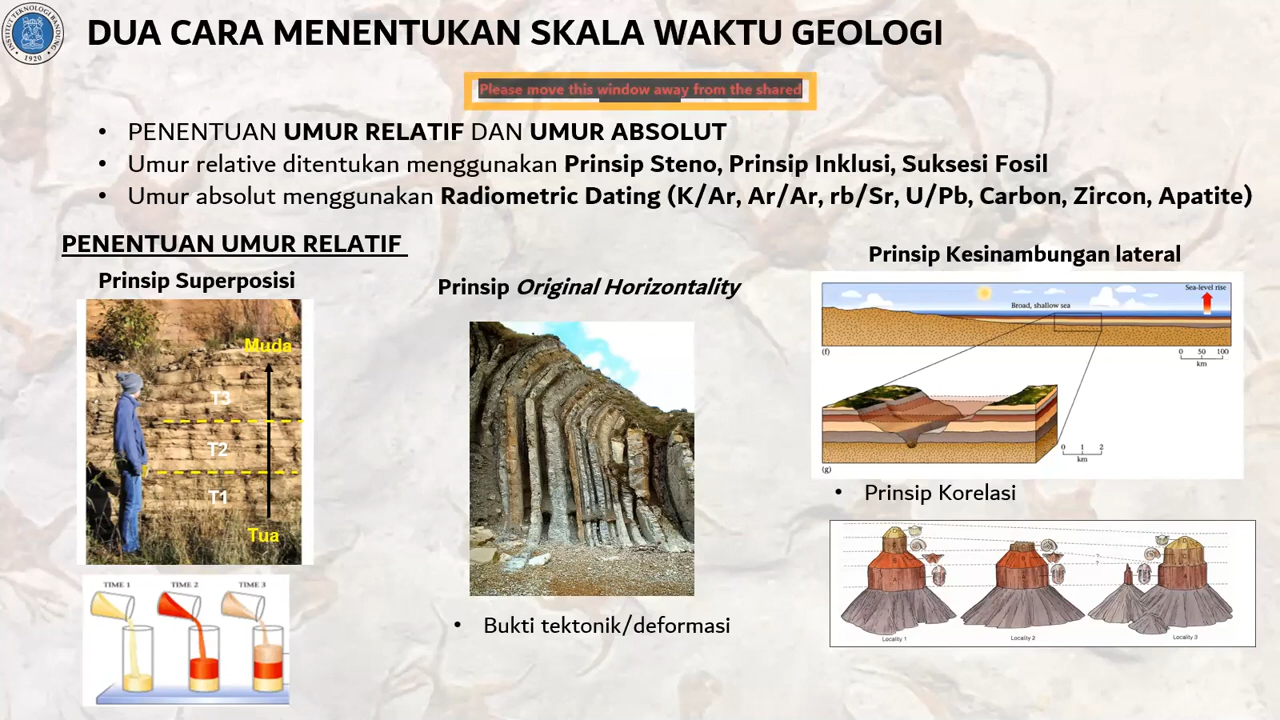 INSTITUT TEKNOLOGI BANDUNG
1920
DUA CARA MENENTUKAN SKALA WAKTU GEOLOGI
Please move this window away from the shared
• PENENTUAN UMUR RELATIF DAN UMUR ABSOLUT
• Umur relative ditentukan menggunakan Prinsip Steno, Prinsip Inklusi, Suksesi Fosil
• Umur absolut menggunakan Radiometric Dating (K/Ar, Ar/Ar, rb/Sr, U/Pb, Carbon, Zircon, Apatite)
PENENTUAN UMUR RELATIF
Prinsip Superposisi
Muda
T3
T2
T1
Tua
TIME 1 TIME 2 TIME 3
Prinsip Original Horizontality
• Bukti tektonik/deformasi
Prinsip Kesinambungan lateral
Sea-level rise
Broad, shallow sea
(f)
0 50 100
km
0 1 2
km
(g)
• Prinsip Korelasi
?
Locality 1 Locality 2 Locality 3